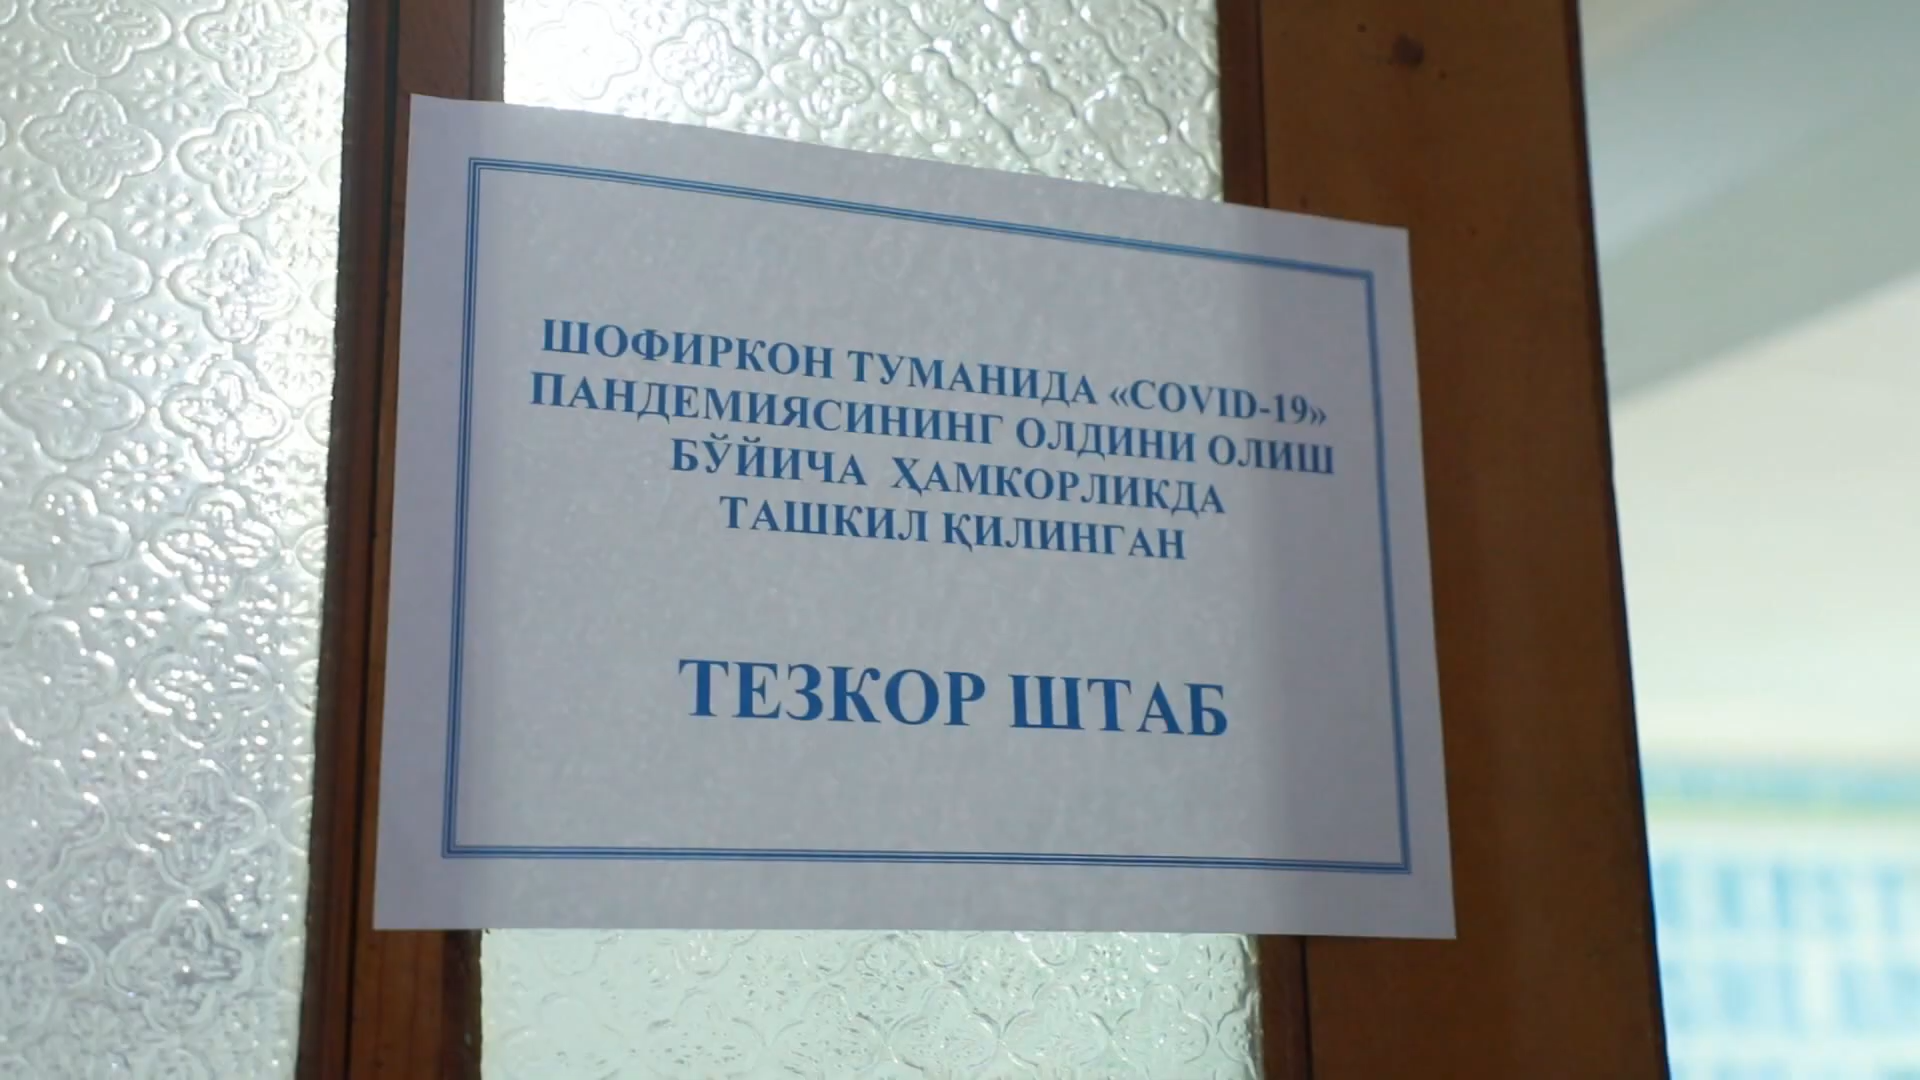 ШОФИРКОН ТУМАНИДА «COVID-19»
ПАНДЕМИЯСИНИНГ ОЛДИНИ ОЛИШ
БЎЙИЧА ҲАМКОРЛИКДА
ТАШКИЛ ҚИЛИНГАН
ТЕЗКОР ШТАБ